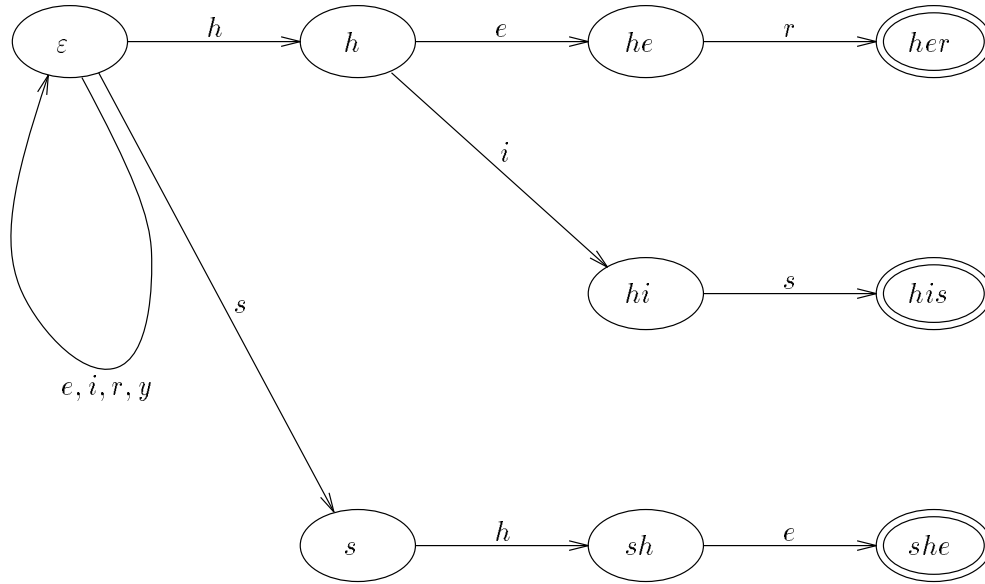 h e r
ε h he her
i
s s
hi his
e, i, r, y
h e
s sh she